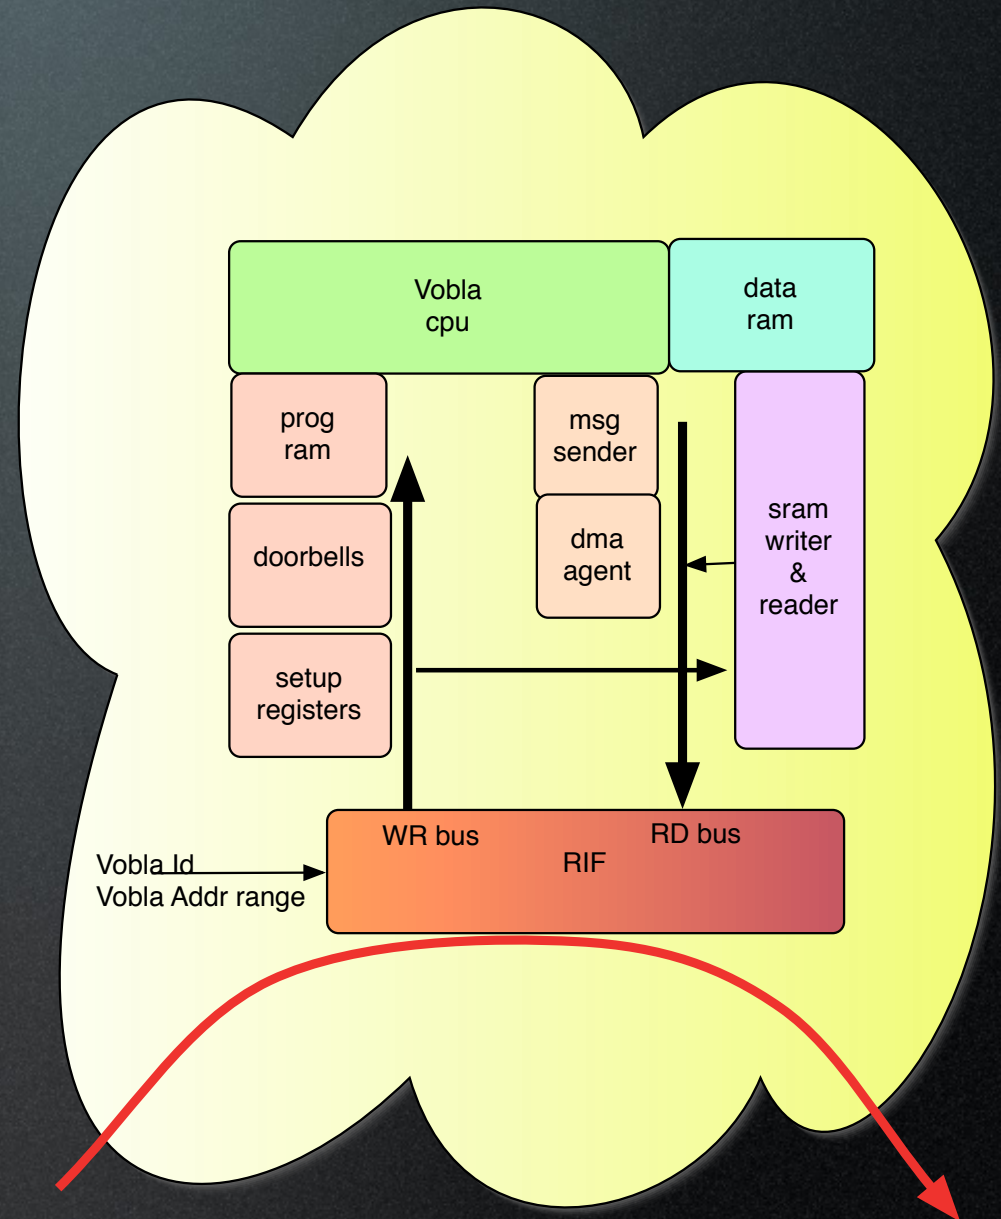 Vobla
cpu
data
ram
prog
ram
msg
sender
doorbells
dma
agent
sram
writer
&
reader
setup
registers
WR bus
RD bus
RIF
Vobla Id
Vobla Addr range